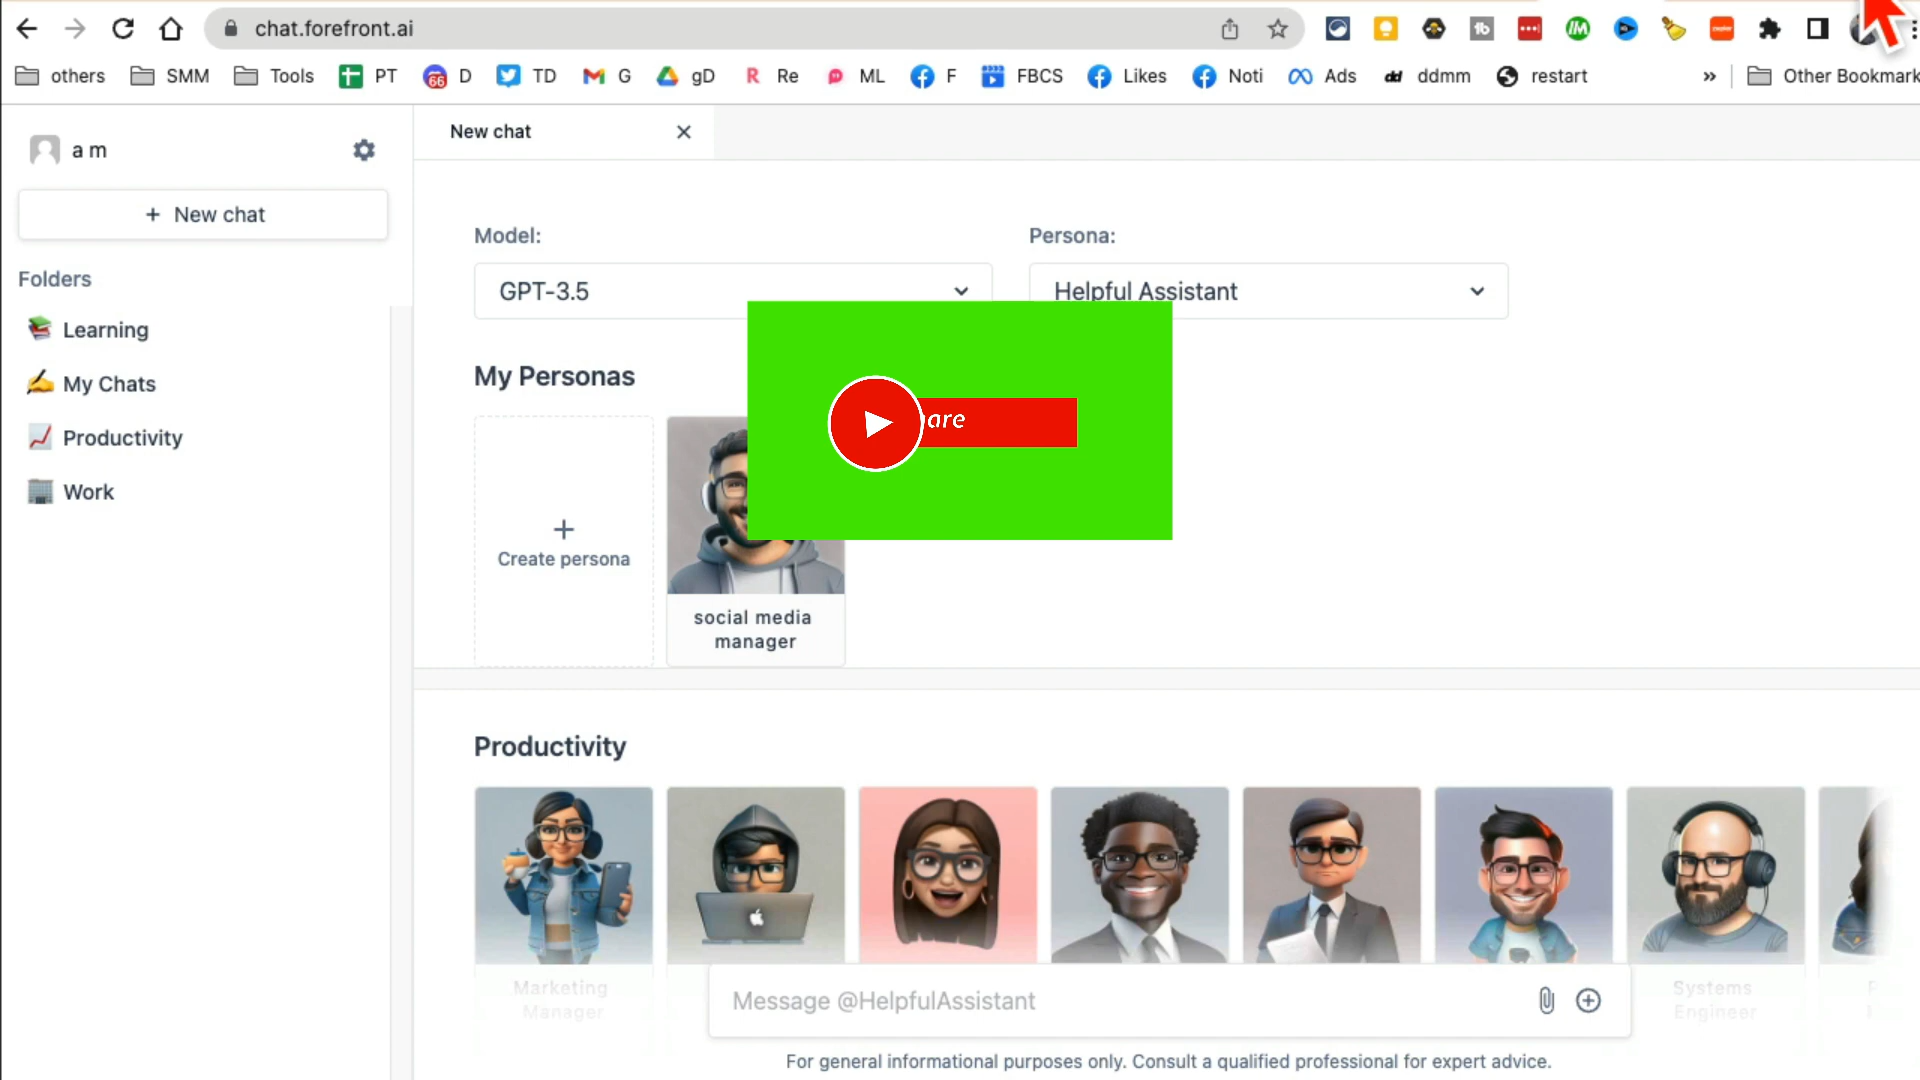 chat.forefront.ai
others SMM Tools PT D TD G gD Re ML F FBCS Likes Noti Ads ddmm restart » Other Bookmark
a m
New chat
+ New chat
Folders
Learning
My Chats
Productivity
Work
Model: Persona:
GPT-3.5 Helpful Assistant
My Personas
are
+
Create persona
social media
manager
Productivity
Marketing
Manager
Systems
Engineer
Message @HelpfulAssistant
For general informational purposes only. Consult a qualified professional for expert advice.